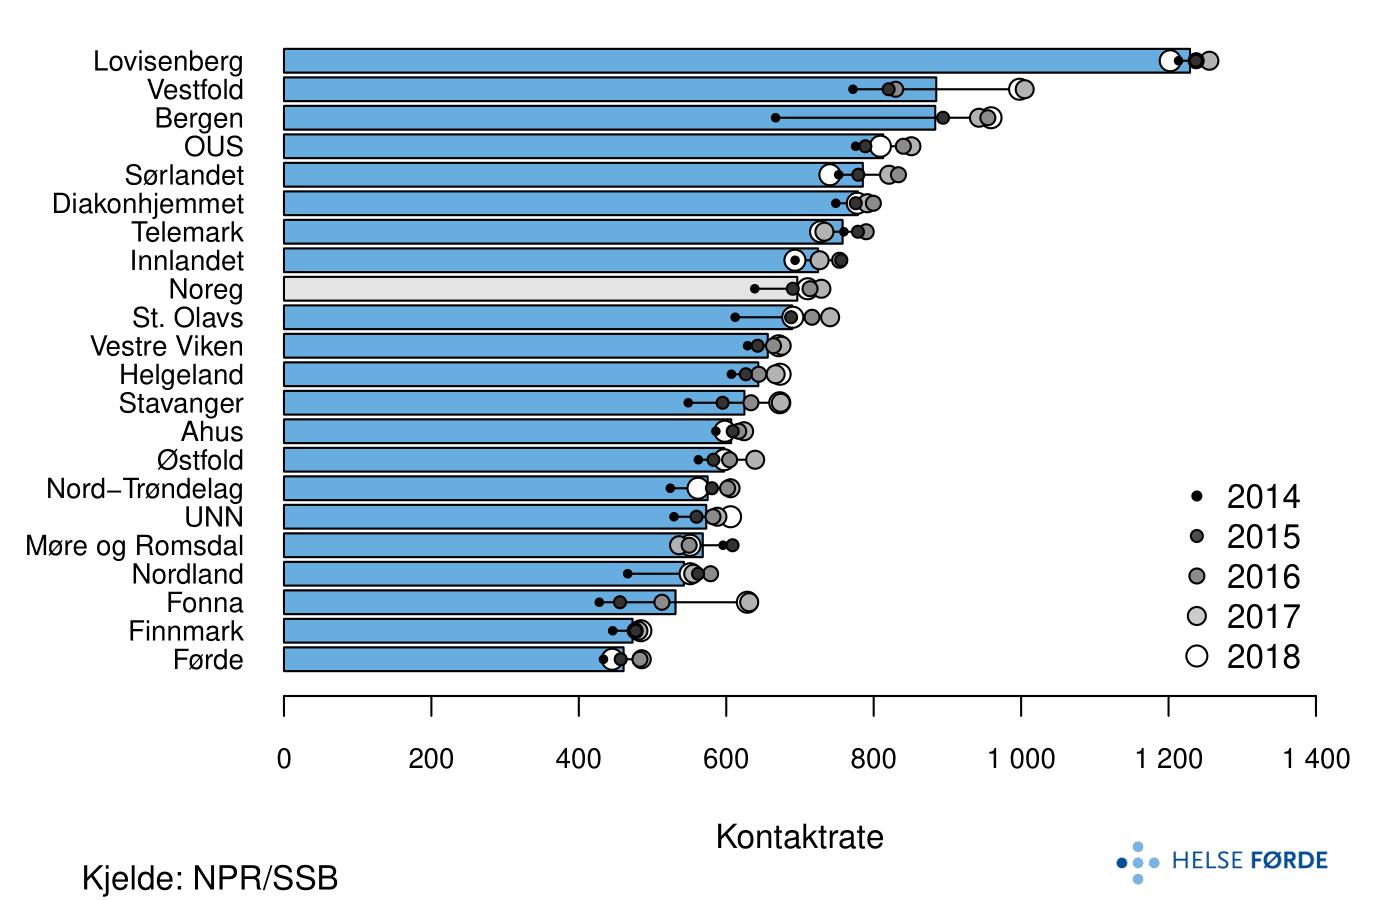 Lovisenberg
Vestfold
Bergen
OUS
Sørlandet
Diakonhjemmet
Telemark
Innlandet
Noreg
St. Olavs
Vestre Viken
Helgeland
Stavanger
Ahus
Østfold
Nord−Trøndelag
UNN
Møre og Romsdal
Nordland
Fonna
Finnmark
Førde
2014
2015
2016
2017
2018
0 200 400 600 800 1 000 1 200 1 400
Kontaktrate
Kjelde: NPR/SSB
HELSE FØRDE